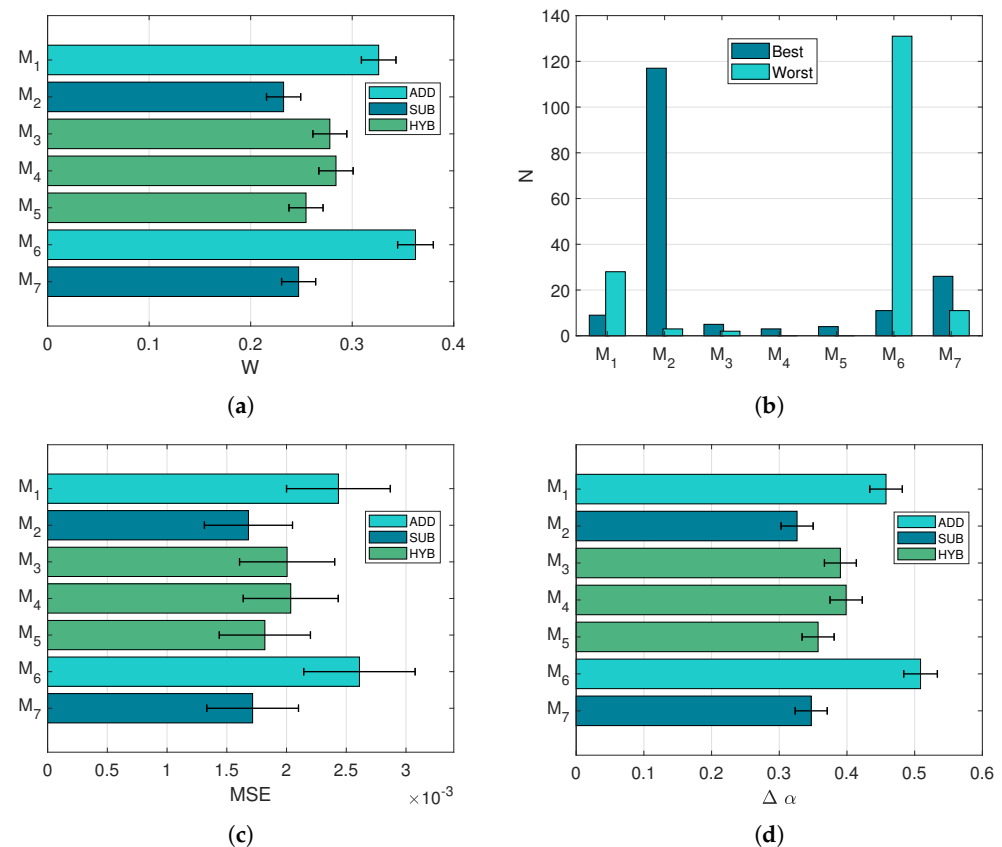 M1
M2
M3
M4
M5
M6
M7
ADD
SUB
HYB
0 0.1 0.2 0.3 0.4
W
(a)
140
120
100
80
60
40
20
0
N
Best
Worst
M1 M2 M3 M4 M5 M6 M7
(b)
M1
M2
M3
M4
M5
M6
M7
ADD
SUB
HYB
0 0.5 1 1.5 2 2.5 3
MSE
×10⁻³
(c)
M1
M2
M3
M4
M5
M6
M7
ADD
SUB
HYB
0 0.1 0.2 0.3 0.4 0.5 0.6
Δ α
(d)